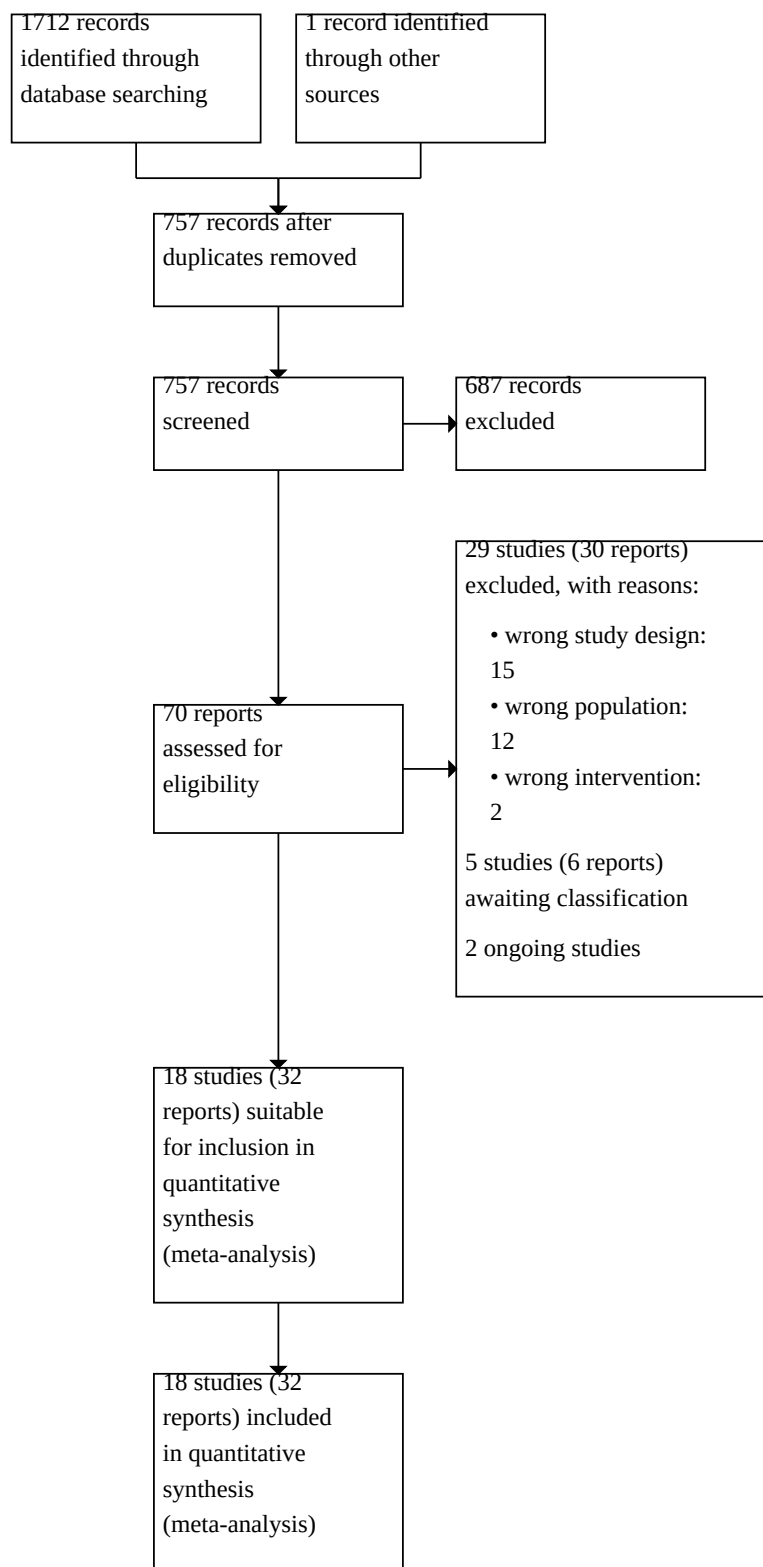 1712 records
identified through
database searching
1 record identified
through other
sources
757 records after
duplicates removed
757 records
screened
687 records
excluded
70 reports
assessed for
eligibility
29 studies (30 reports)
excluded, with reasons:
• wrong study design:
15
• wrong population:
12
• wrong intervention:
2
5 studies (6 reports)
awaiting classification
2 ongoing studies
18 studies (32
reports) suitable
for inclusion in
quantitative
synthesis
(meta-analysis)
18 studies (32
reports) included
in quantitative
synthesis
(meta-analysis)